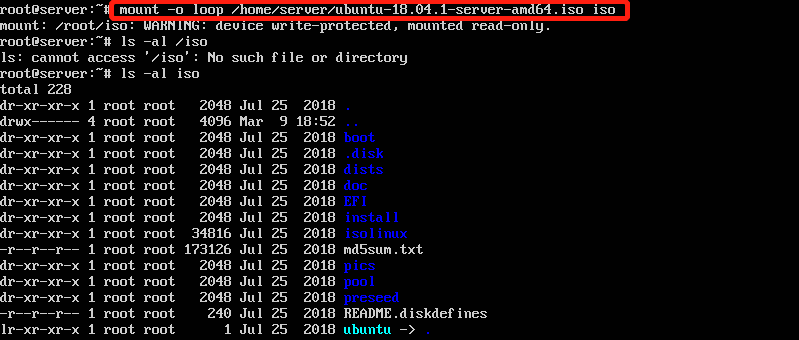 root@server:~# mount -o loop /home/server/ubuntu-18.04.1-server-amd64.iso iso
mount: /root/iso: WARNING: device write-protected, mounted read-only.
root@server:~# ls -al /iso
ls: cannot access '/iso': No such file or directory
root@server:~# ls -al iso
total 228
dr-xr-xr-x 1 root root   2048 Jul 25  2018 .
drwx------ 4 root root   4096 Mar  9 18:52 ..
dr-xr-xr-x 1 root root   2048 Jul 25  2018 boot
dr-xr-xr-x 1 root root   2048 Jul 25  2018 .disk
dr-xr-xr-x 1 root root   2048 Jul 25  2018 dists
dr-xr-xr-x 1 root root   2048 Jul 25  2018 doc
dr-xr-xr-x 1 root root   2048 Jul 25  2018 EFI
dr-xr-xr-x 1 root root   2048 Jul 25  2018 install
dr-xr-xr-x 1 root root  34816 Jul 25  2018 isolinux
-r--r--r-- 1 root root 173126 Jul 25  2018 md5sum.txt
dr-xr-xr-x 1 root root   2048 Jul 25  2018 pics
dr-xr-xr-x 1 root root   2048 Jul 25  2018 pool
dr-xr-xr-x 1 root root   2048 Jul 25  2018 preseed
-r--r--r-- 1 root root    240 Jul 25  2018 README.diskdefines
lr-xr-xr-x 1 root root      1 Jul 25  2018 ubuntu -> .